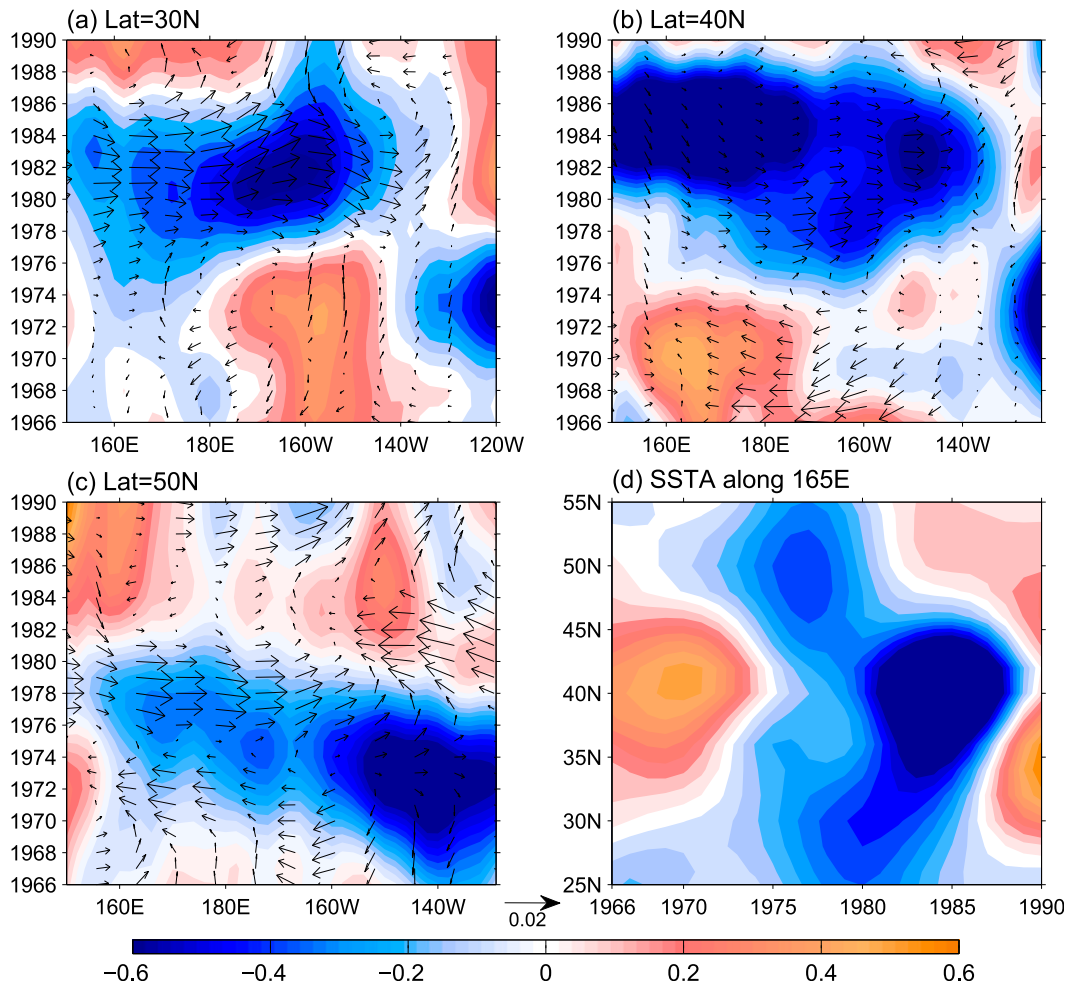 (a) Lat=30N
1990
1988
1986
1984
1982
1980
1978
1976
1974
1972
1970
1968
1966
160E 180E 160W 140W 120W
(b) Lat=40N
1990
1988
1986
1984
1982
1980
1978
1976
1974
1972
1970
1968
1966
160E 180E 160W 140W
(c) Lat=50N
1990
1988
1986
1984
1982
1980
1978
1976
1974
1972
1970
1968
1966
160E 180E 160W 140W
(d) SSTA along 165E
55N
50N
45N
40N
35N
30N
25N
1966 1970 1975 1980 1985 1990
0.02
−0.6 −0.4 −0.2 0 0.2 0.4 0.6